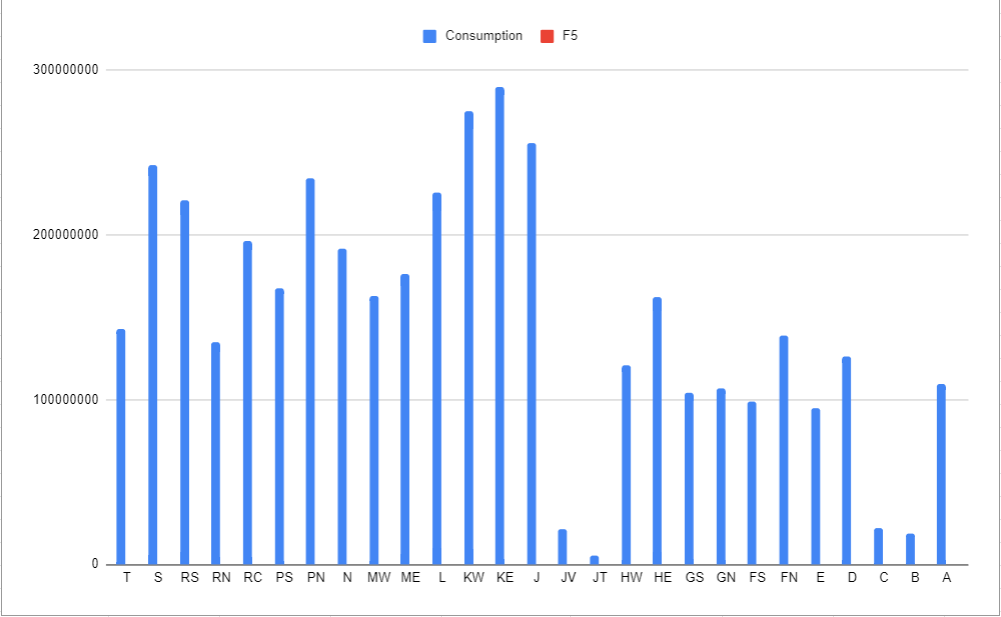 Consumption F5
300000000
200000000
100000000
0
T S RS RN RC PS PN N MW ME L KW KE J JV JT HW HE GS GN FS FN E D C B A